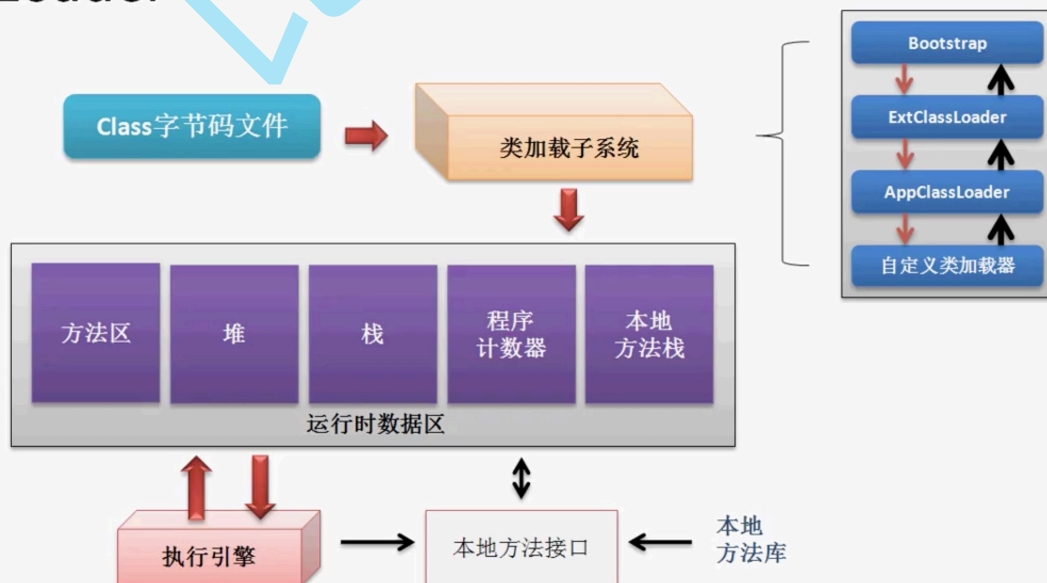 Class字节码文件
类加载子系统
Bootstrap
ExtClassLoader
AppClassLoader
自定义类加载器
方法区
堆
栈
程序
计数器
本地
方法栈
运行时数据区
执行引擎
本地方法接口
本地
方法库